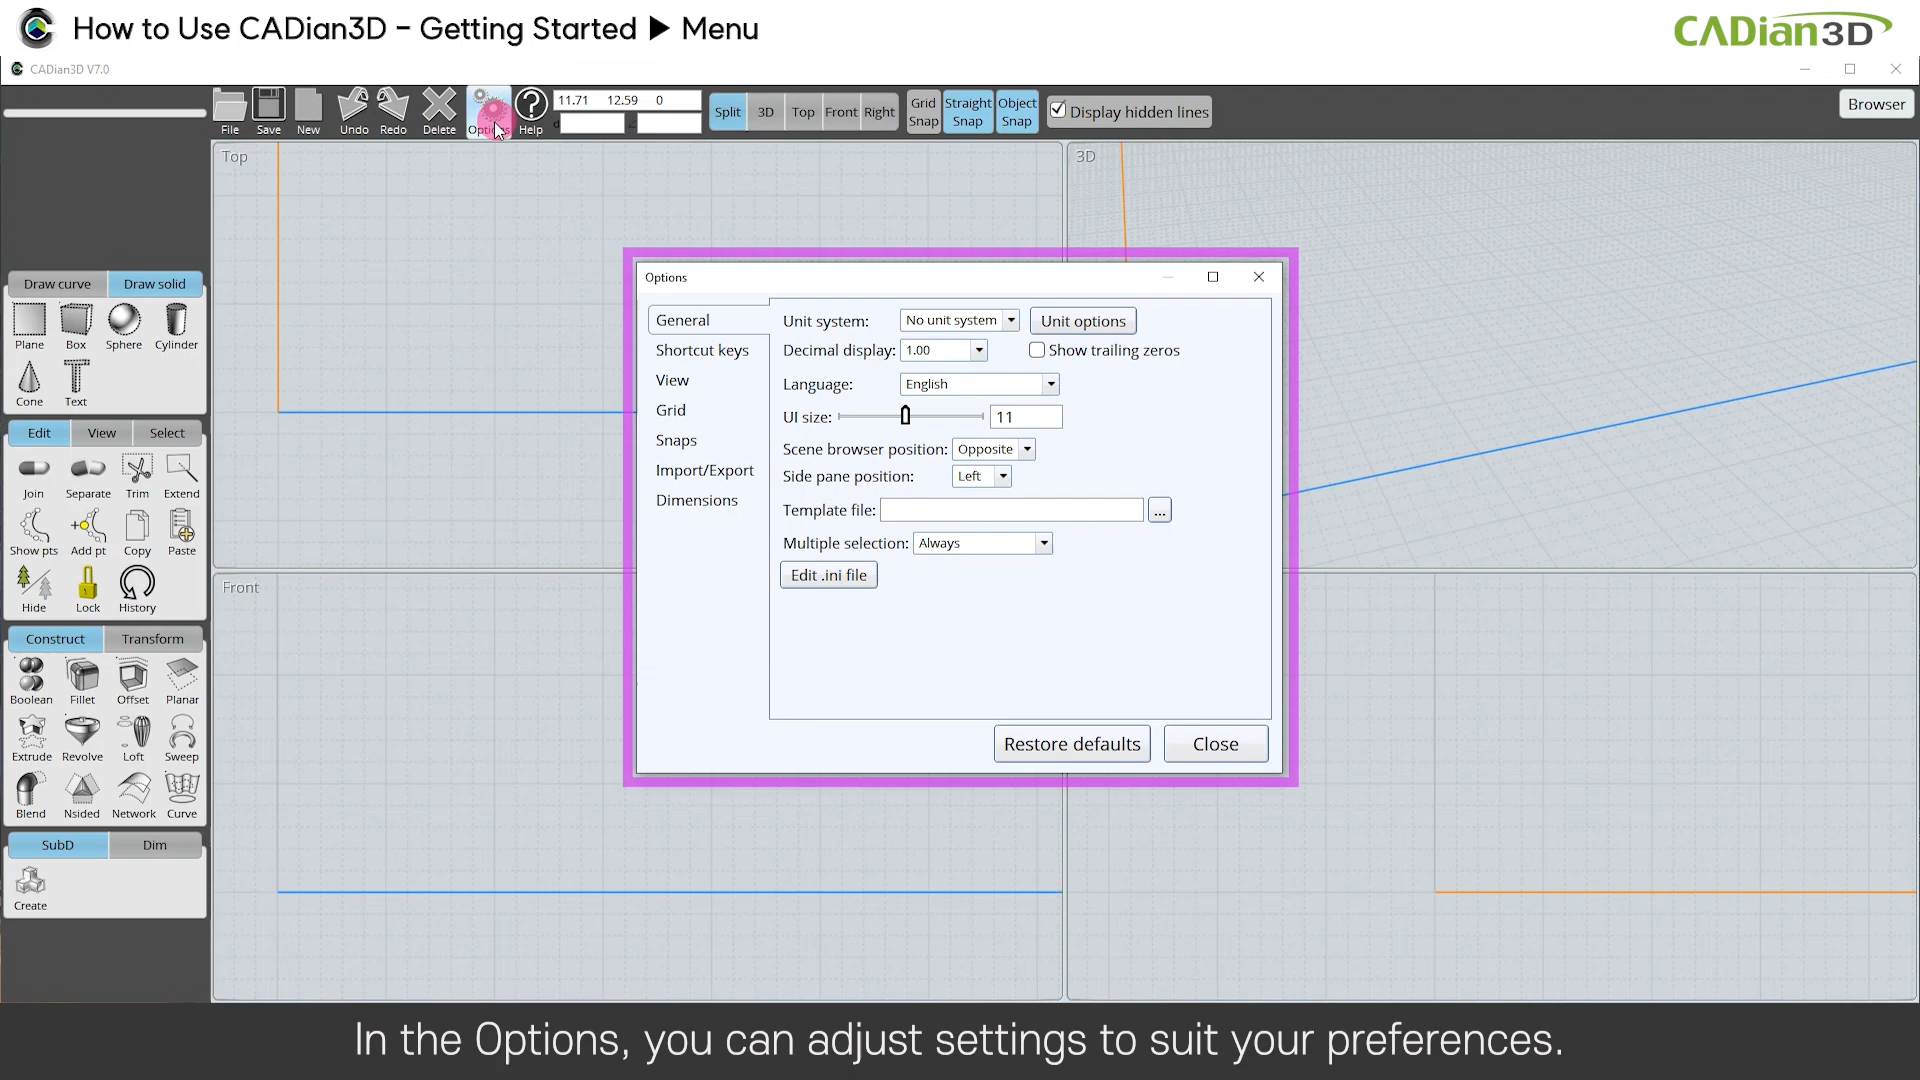 How to Use CADian3D – Getting Started ▶ Menu
CADian3D
CADian3D V7.0
File Save New Undo Redo Delete Options Help
11.71 12.59 0
Split 3D Top Front Right
Grid Snap
Straight Snap
Object Snap
Display hidden lines
Browser
Top
3D
Front
Draw curve Draw solid
Plane Box Sphere Cylinder
Cone Text
Edit View Select
Join Separate Trim Extend
Show pts Add pt Copy Paste
Hide Lock History
Construct Transform
Boolean Fillet Offset Planar
Extrude Revolve Loft Sweep
Blend Nsided Network Curve
SubD Dim
Create
Options
General
Shortcut keys
View
Grid
Snaps
Import/Export
Dimensions
Unit system: No unit system Unit options
Decimal display: 1.00 Show trailing zeros
Language: English
UI size: 11
Scene browser position: Opposite
Side pane position: Left
Template file: ...
Multiple selection: Always
Edit .ini file
Restore defaults Close
In the Options, you can adjust settings to suit your preferences.